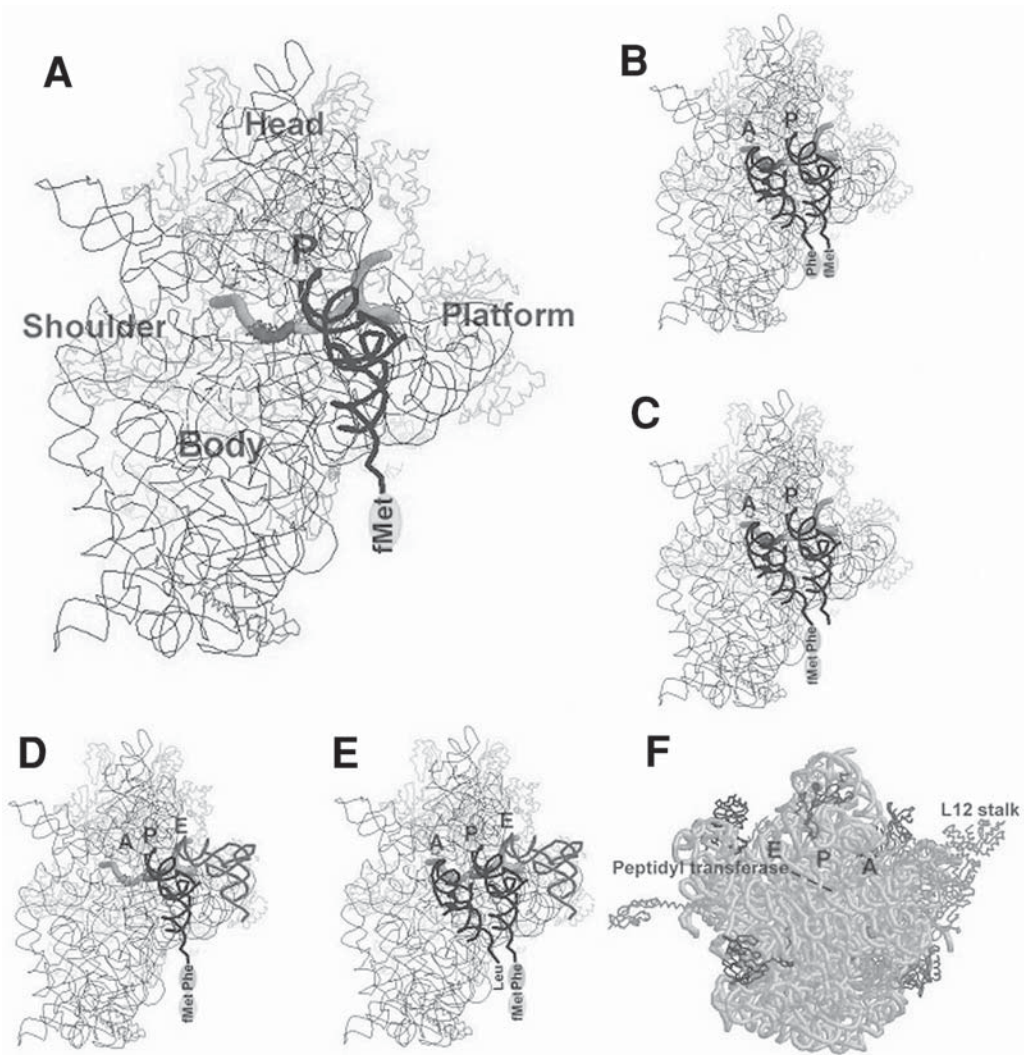 A
Head
P
Shoulder
Platform
Body
fMet
B
A
P
Phe
fMet
C
A
P
fMet Phe
D
A
P
E
fMet Phe
E
A
P
E
Leu
fMet Phe
F
L12 stalk
E
P
A
Peptidyl transferase